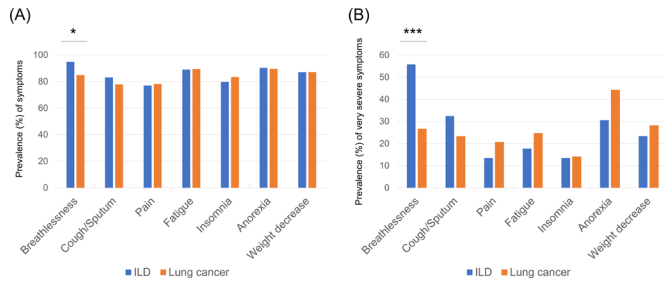 (A)
*
Prevalence (%) of symptoms
100
80
60
40
20
0
Breathlessness
Cough/Sputum
Pain
Fatigue
Insomnia
Anorexia
Weight decrease
ILD
Lung cancer
(B)
***
Prevalence (%) of very severe symptoms
60
50
40
30
20
10
0
Breathlessness
Cough/Sputum
Pain
Fatigue
Insomnia
Anorexia
Weight decrease
ILD
Lung cancer